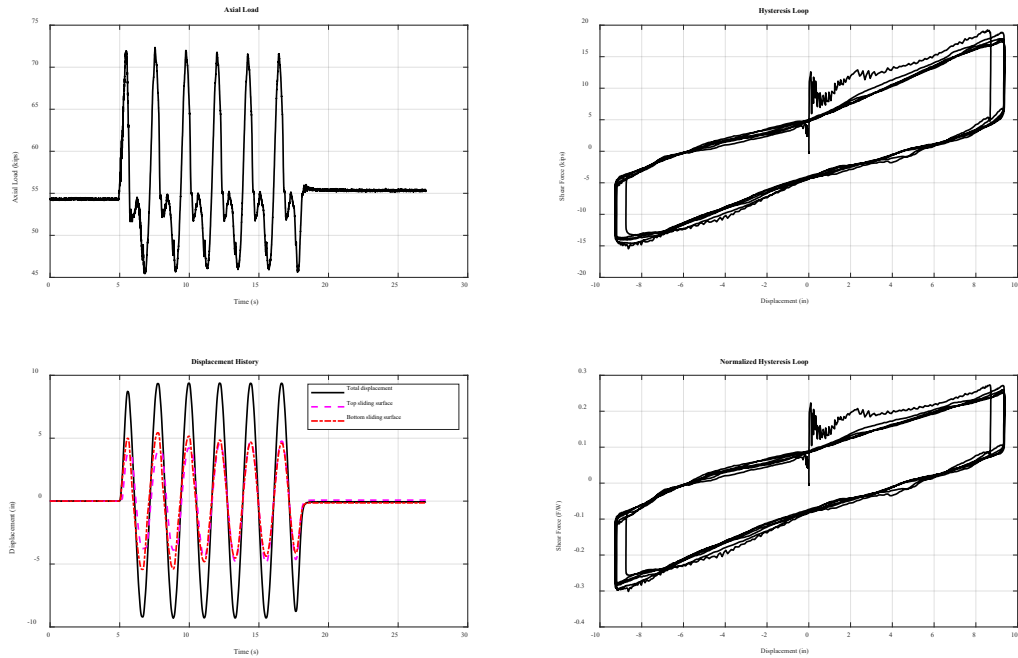 Axial Load
75
70
65
60
55
50
45
Axial Load (kips)
0 5 10 15 20 25 30
Time (s)
Hysteresis Loop
20
15
10
5
0
-5
-10
-15
-20
Shear Force (kips)
-10 -8 -6 -4 -2 0 2 4 6 8 10
Displacement (in)
Displacement History
10
5
0
-5
-10
Displacement (in)
Total displacement
Top sliding surface
Bottom sliding surface
0 5 10 15 20 25 30
Time (s)
Normalized Hysteresis Loop
0.3
0.2
0.1
0
-0.1
-0.2
-0.3
-0.4
Shear Force (FW)
-10 -8 -6 -4 -2 0 2 4 6 8 10
Displacement (in)